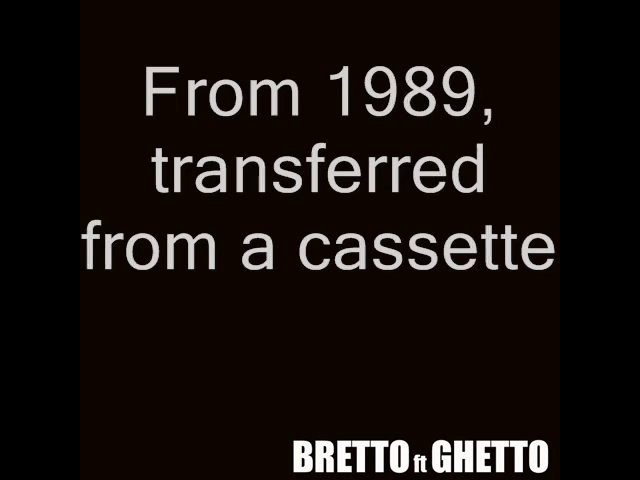 From 1989,
transferred
from a cassette
BRETTO ft GHETTO